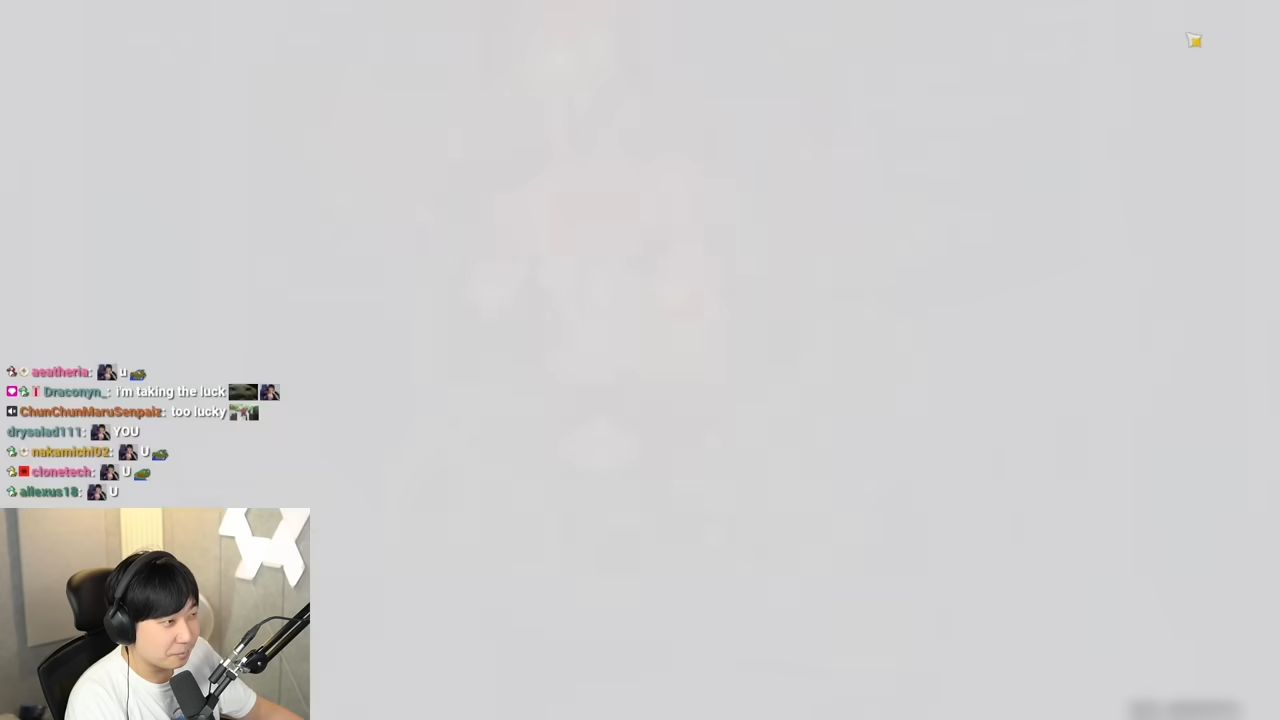 aeatheria: u
Draconyn_: i'm taking the luck
ChunChunMaruSenpaiz: too lucky
drysalad111: YOU
nakamichi02: U
clonetech: U
allexus18: U